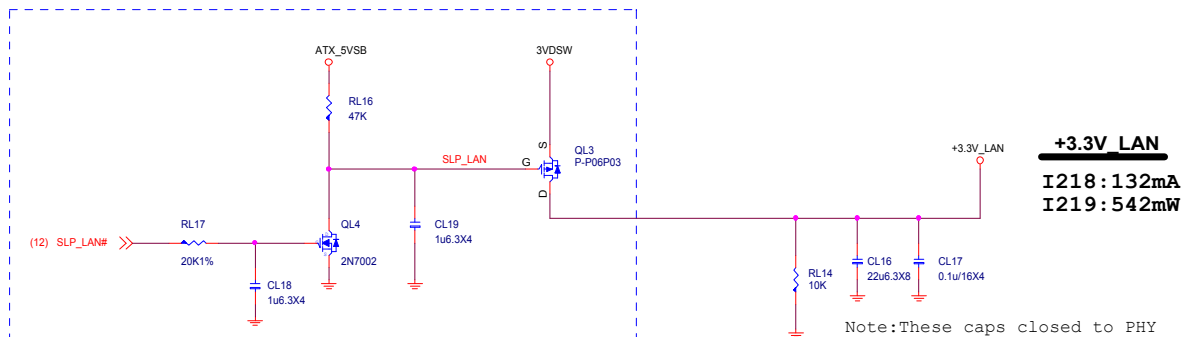 ATX_5VSB
3VDSW
RL16
47K
SLP_LAN
G
S
D
QL3
P-P06P03
+3.3V_LAN
+3.3V_LAN
I218:132mA
I219:542mW
(12) SLP_LAN#
RL17
20K1%
QL4
2N7002
CL19
1u6.3X4
CL18
1u6.3X4
RL14
10K
CL16
22u6.3X8
CL17
0.1u/16X4
Note:These caps closed to PHY